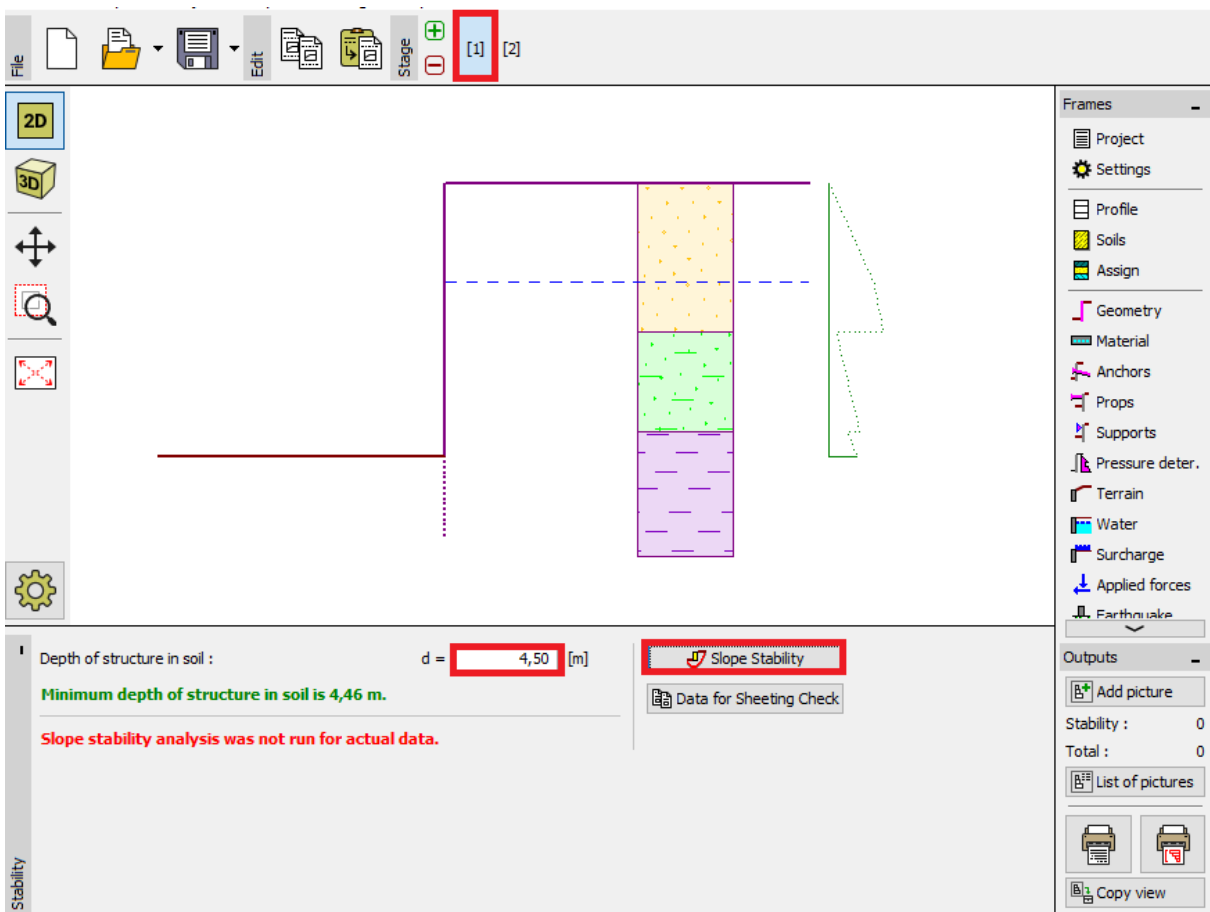 File
Edit
Stage
[1]
[2]
2D
3D
Frames
Project
Settings
Profile
Soils
Assign
Geometry
Material
Anchors
Props
Supports
Pressure deter.
Terrain
Water
Surcharge
Applied forces
Earthquake
Depth of structure in soil : d = 4,50 [m]
Minimum depth of structure in soil is 4,46 m.
Slope stability analysis was not run for actual data.
Slope Stability
Data for Sheeting Check
Stability
Outputs
Add picture
Stability : 0
Total : 0
List of pictures
Copy view